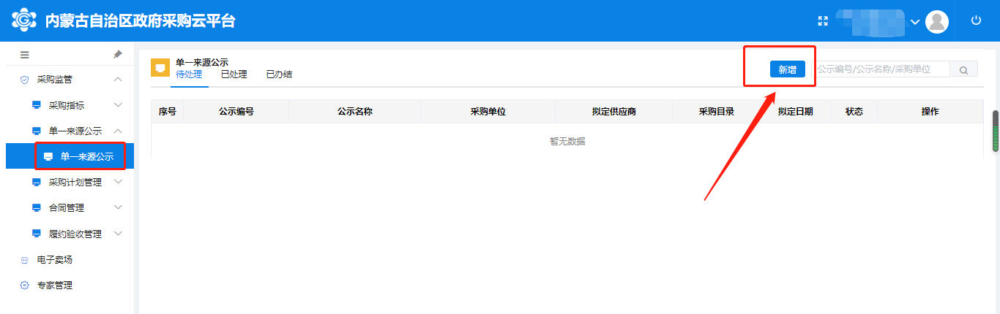 内蒙古自治区政府采购云平台
采购监管
采购指标
单一来源公示
单一来源公示
采购计划管理
合同管理
履约验收管理
电子卖场
专家管理
单一来源公示
待处理 已处理 已办结
新增 公示编号/公示名称/采购单位
序号 公示编号 公示名称 采购单位 拟定供应商 采购目录 拟定日期 状态 操作
暂无数据